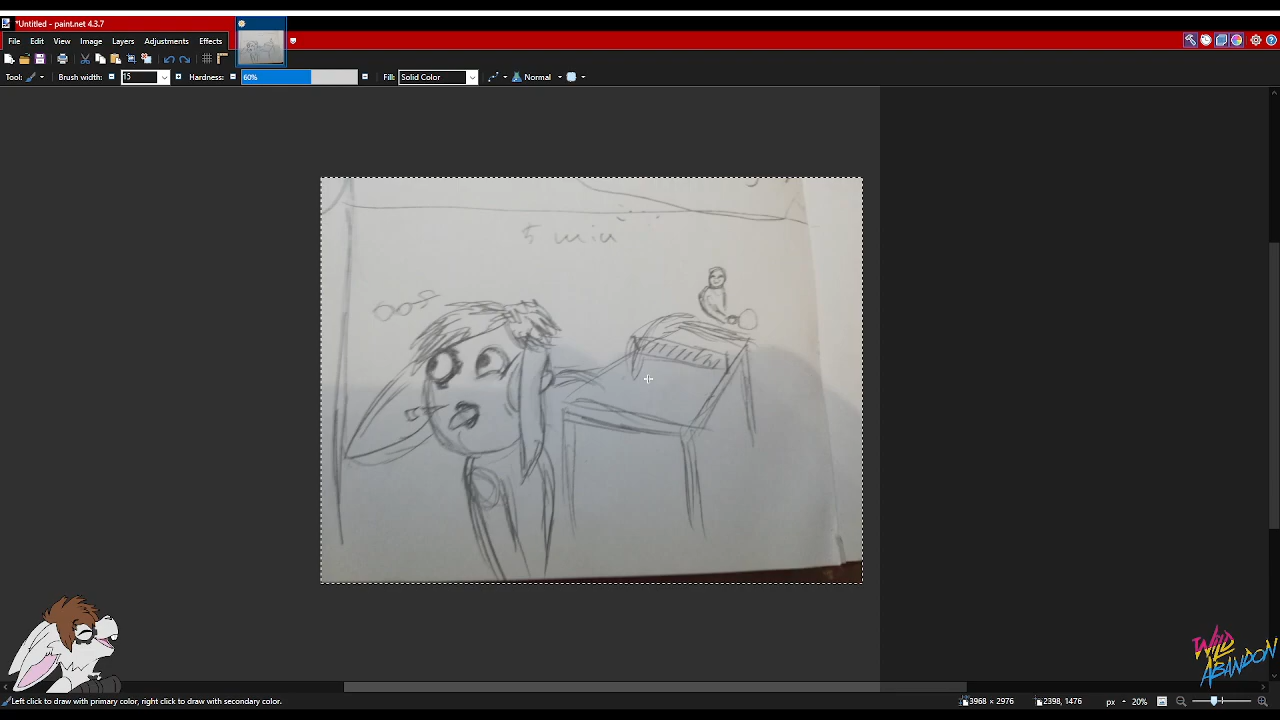 *Untitled - paint.net 4.3.7
File Edit View Image Layers Adjustments Effects
Tool: Brush width: 15 Hardness: 60% Fill: Solid Color Normal
5 min
WILD
ABANDON
Left click to draw with primary color, right click to draw with secondary color. 3968 × 2976 2398, 1476 px 20%